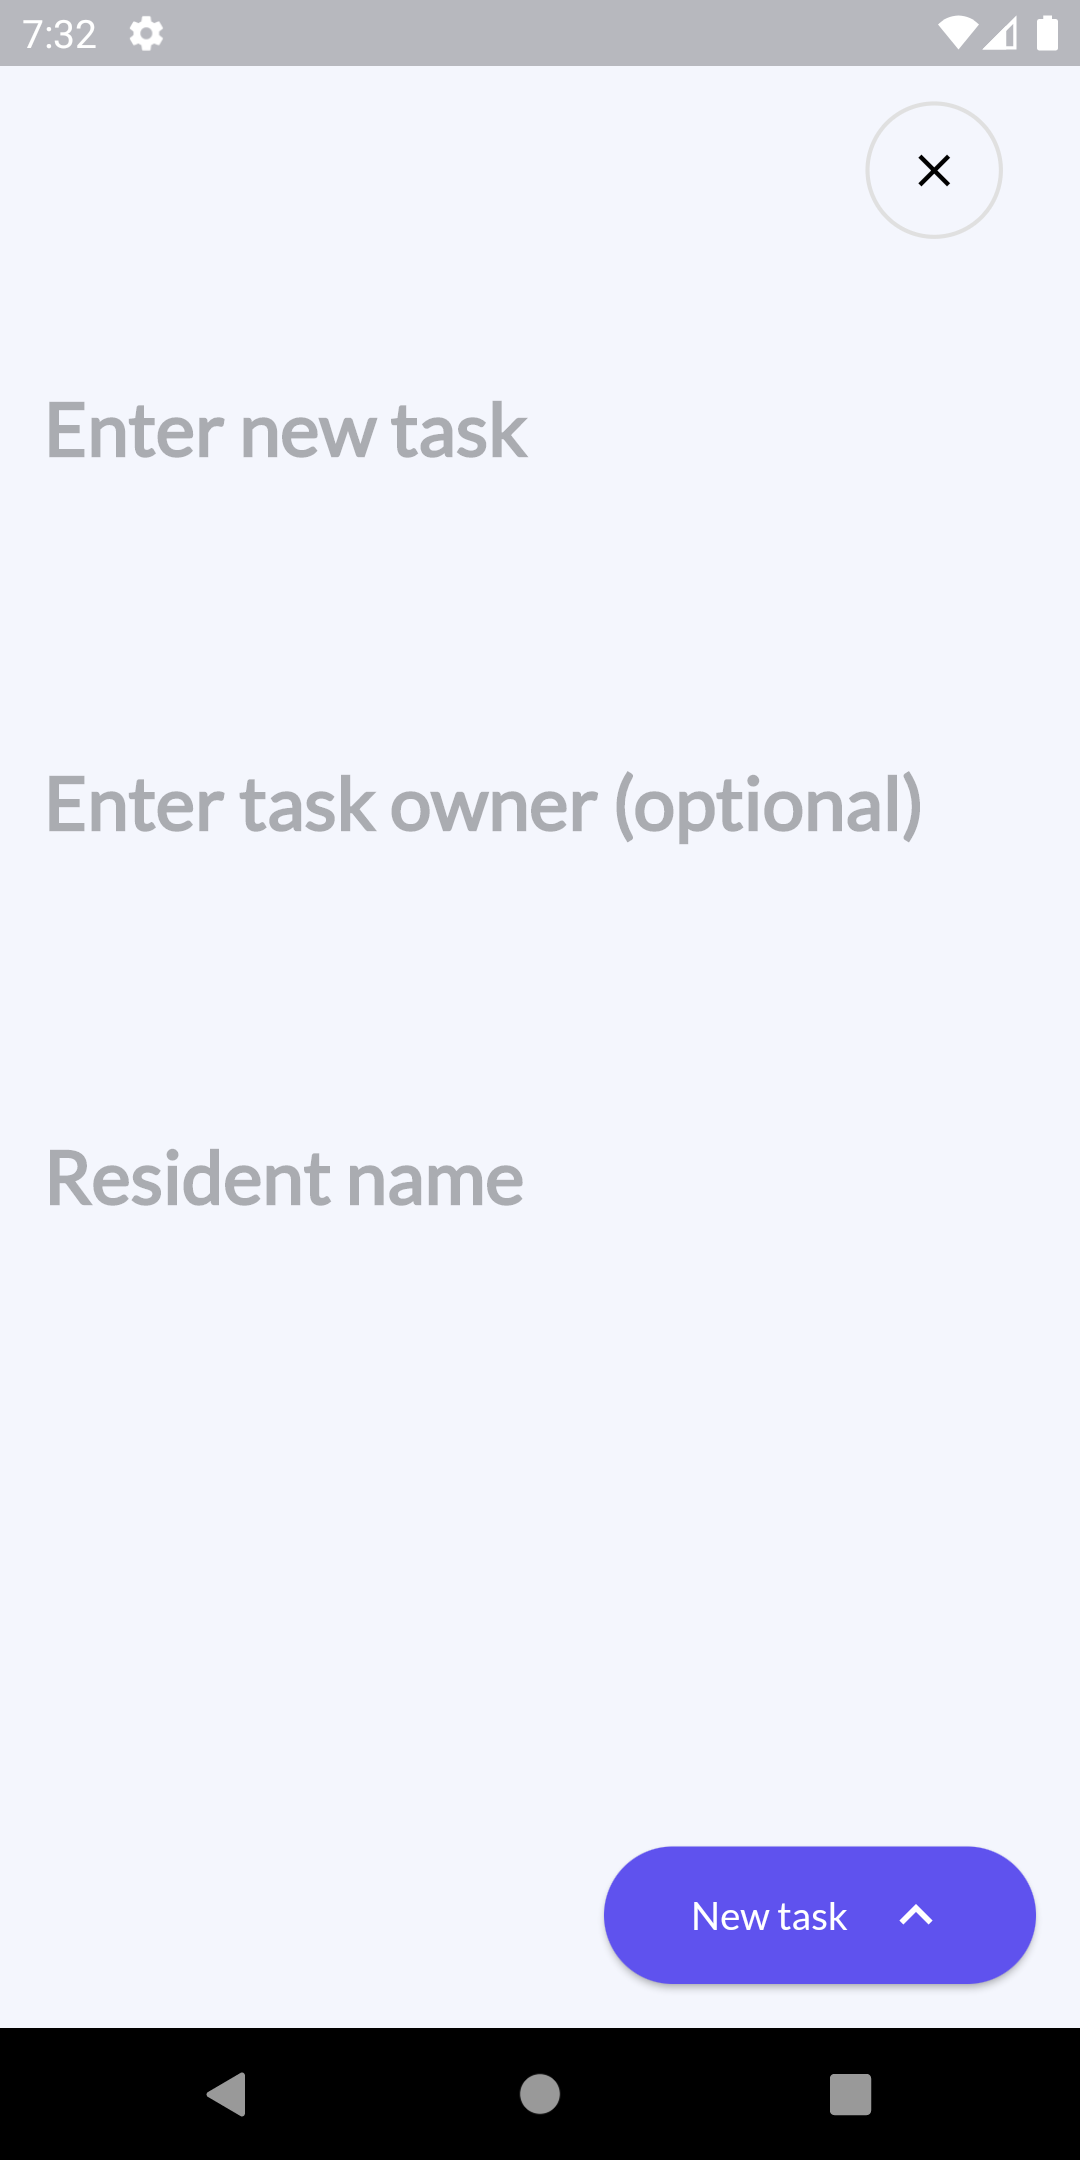 7:32
Enter new task
Enter task owner (optional)
Resident name
New task